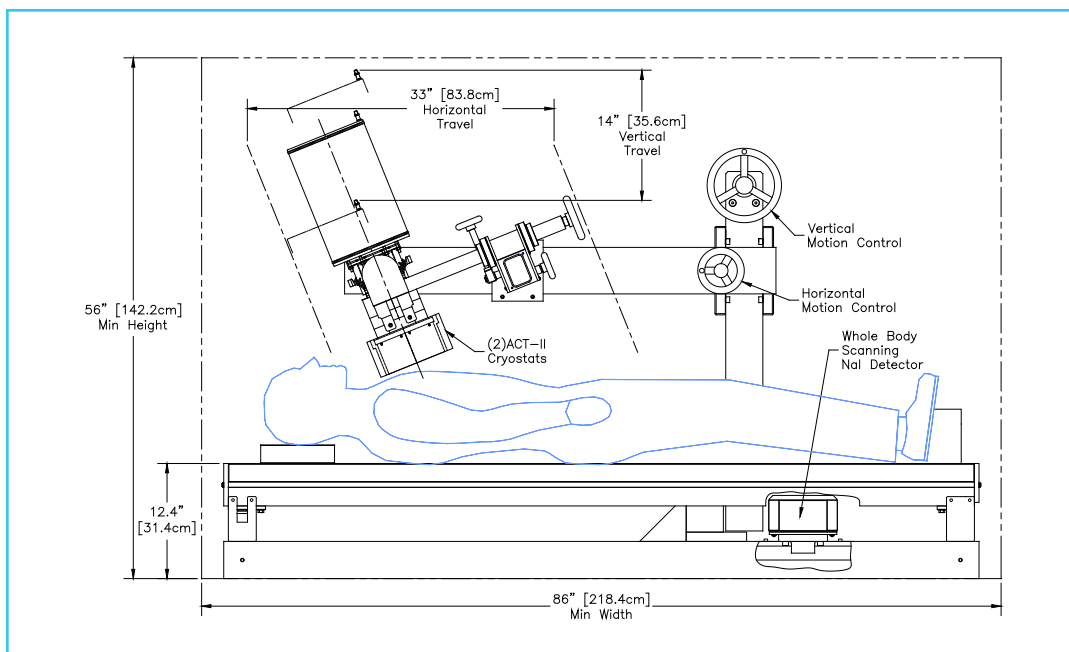 33” [83.8cm]
Horizontal
Travel
14” [35.6cm]
Vertical
Travel
Vertical
Motion Control
Horizontal
Motion Control
56” [142.2cm]
Min Height
(2)ACT–II
Cryostats
Whole Body
Scanning
NaI Detector
12.4”
[31.4cm]
86” [218.4cm]
Min Width